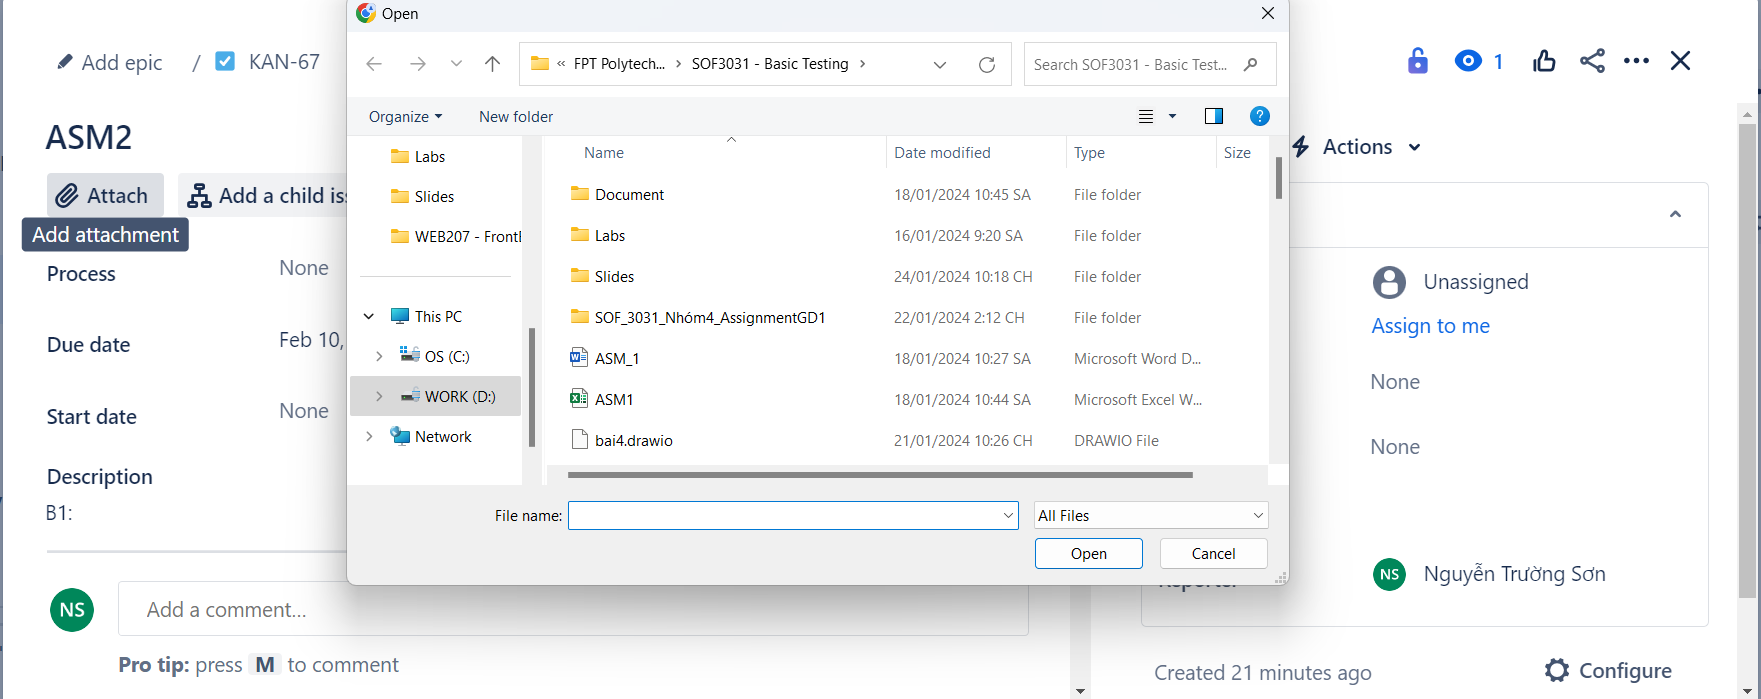 Open
Add epic / KAN-67
1
« FPT Polytech... › SOF3031 - Basic Testing ›
Search SOF3031 - Basic Test...
Organize
New folder
ASM2
Attach
Add a child is
Add attachment
Process
None
Due date
Feb 10,
Start date
None
Description
B1:
Labs
Slides
WEB207 - Front
This PC
OS (C:)
WORK (D:)
Network
Name Date modified Type Size
Document 18/01/2024 10:45 SA File folder
Labs 16/01/2024 9:20 SA File folder
Slides 24/01/2024 10:18 CH File folder
SOF_3031_Nhóm4_AssignmentGD1 22/01/2024 2:12 CH File folder
ASM_1 18/01/2024 10:27 SA Microsoft Word D...
ASM1 18/01/2024 10:44 SA Microsoft Excel W...
bai4.drawio 21/01/2024 10:26 CH DRAWIO File
File name:
All Files
Open
Cancel
Actions
Unassigned
Assign to me
None
None
Reporter
NS
Nguyễn Trường Sơn
NS
Add a comment...
Pro tip: press M to comment
Created 21 minutes ago
Configure